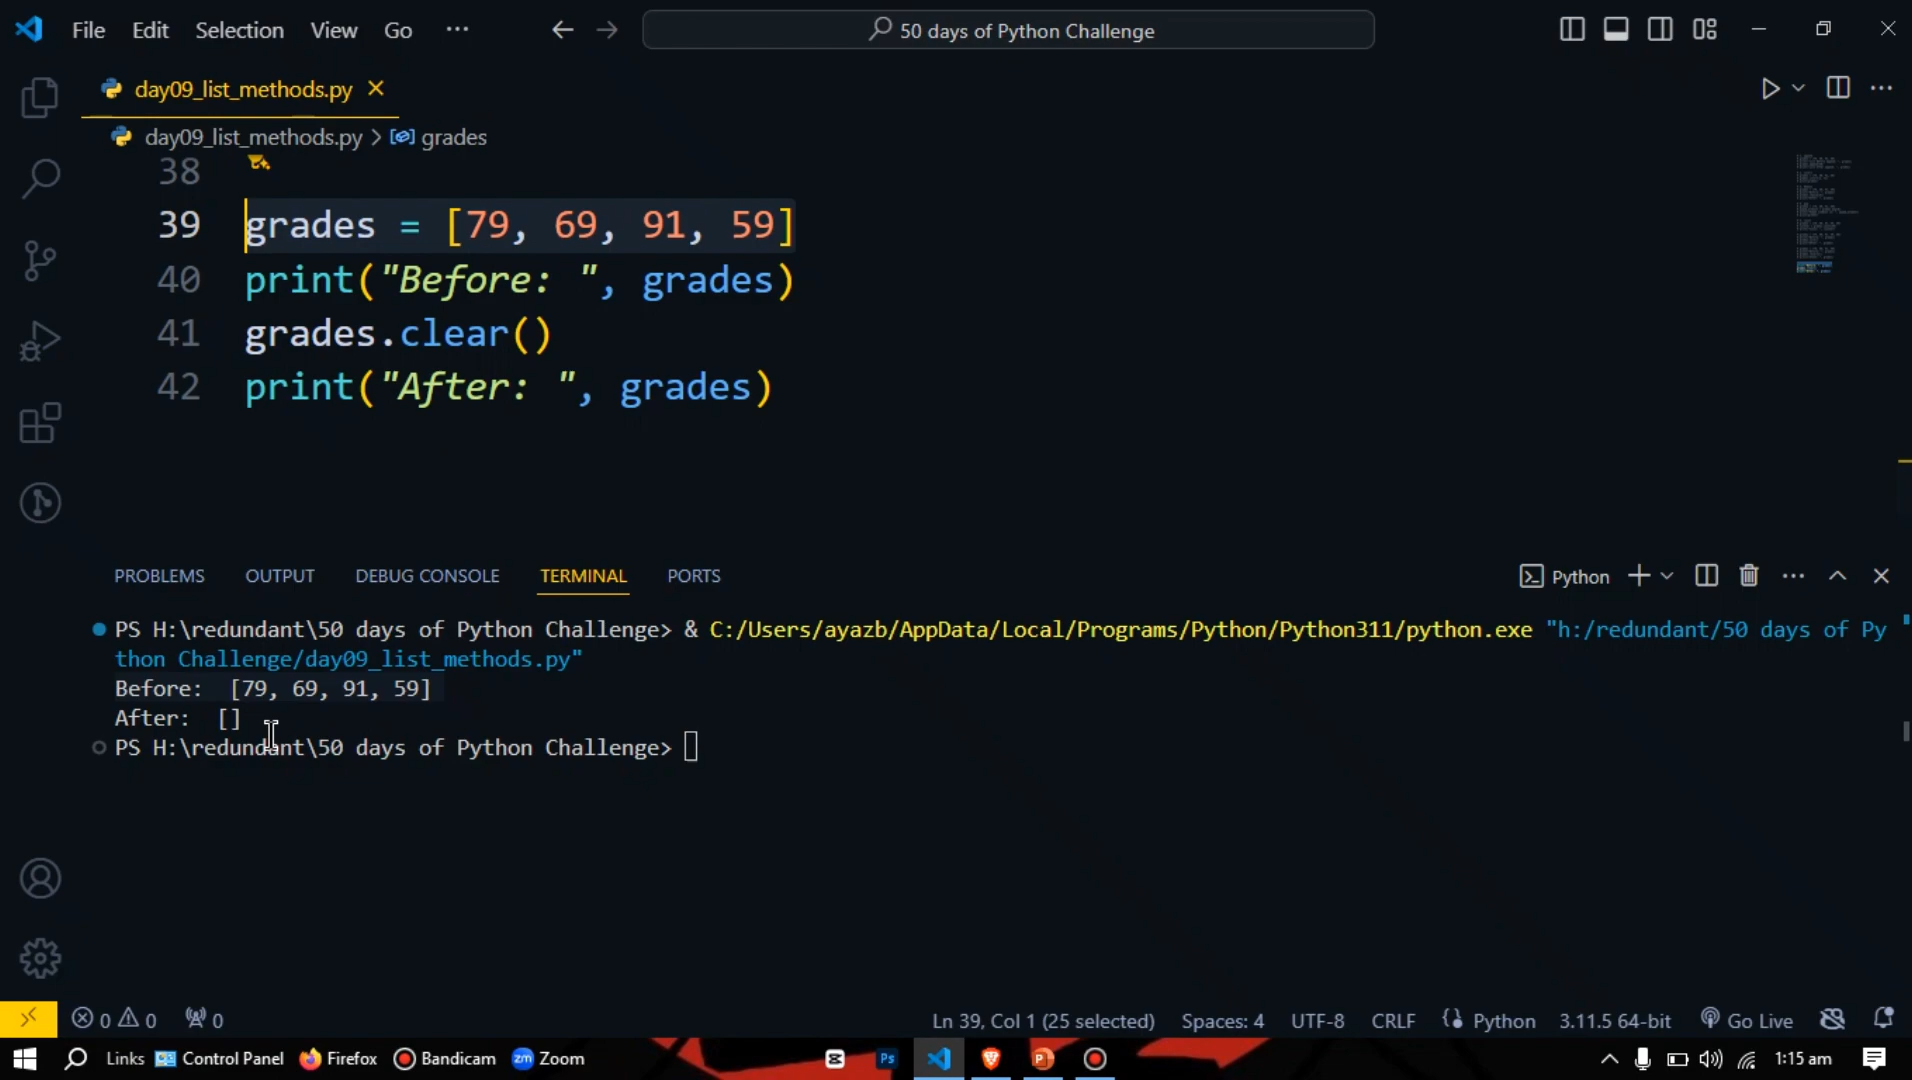 File Edit Selection View Go ··· 50 days of Python Challenge
day09_list_methods.py
day09_list_methods.py > grades
38
39 grades = [79, 69, 91, 59]
40 print("Before: ", grades)
41 grades.clear()
42 print("After: ", grades)
PROBLEMS OUTPUT DEBUG CONSOLE TERMINAL PORTS Python
PS H:\redundant\50 days of Python Challenge> & C:/Users/ayazb/AppData/Local/Programs/Python/Python311/python.exe "h:/redundant/50 days of Py
thon Challenge/day09_list_methods.py"
Before:  [79, 69, 91, 59]
After:  []
PS H:\redundant\50 days of Python Challenge>
0 0 0 Ln 39, Col 1 (25 selected) Spaces: 4 UTF-8 CRLF Python 3.11.5 64-bit Go Live
Links Control Panel Firefox Bandicam zm Zoom Ps P 1:15 am